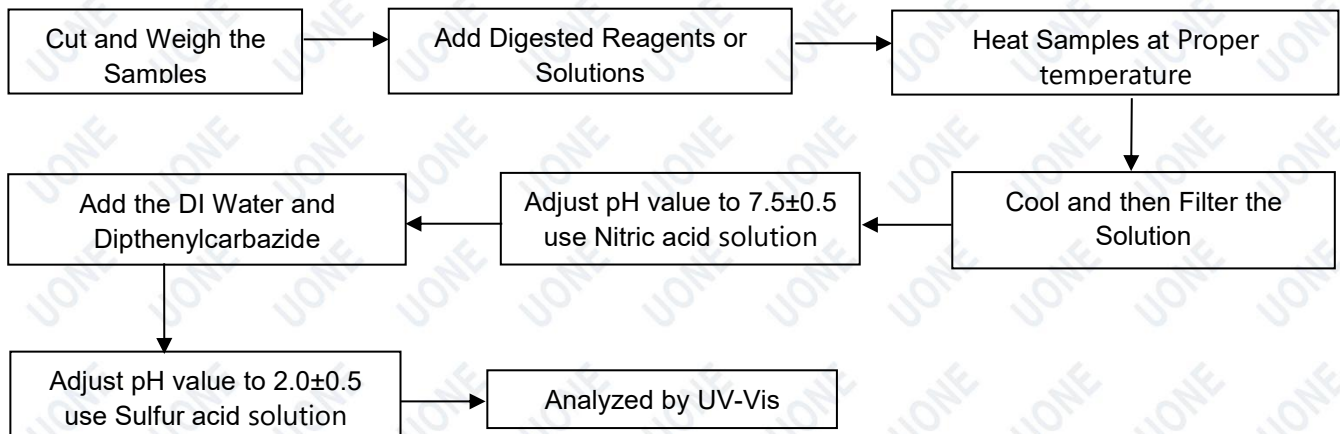 Cut and Weigh the
Samples
Add Digested Reagents or
Solutions
Heat Samples at Proper
temperature
Cool and then Filter the
Solution
Adjust pH value to 7.5±0.5
use Nitric acid solution
Add the DI Water and
Dipthenylcarbazide
Adjust pH value to 2.0±0.5
use Sulfur acid solution
Analyzed by UV-Vis
UONE